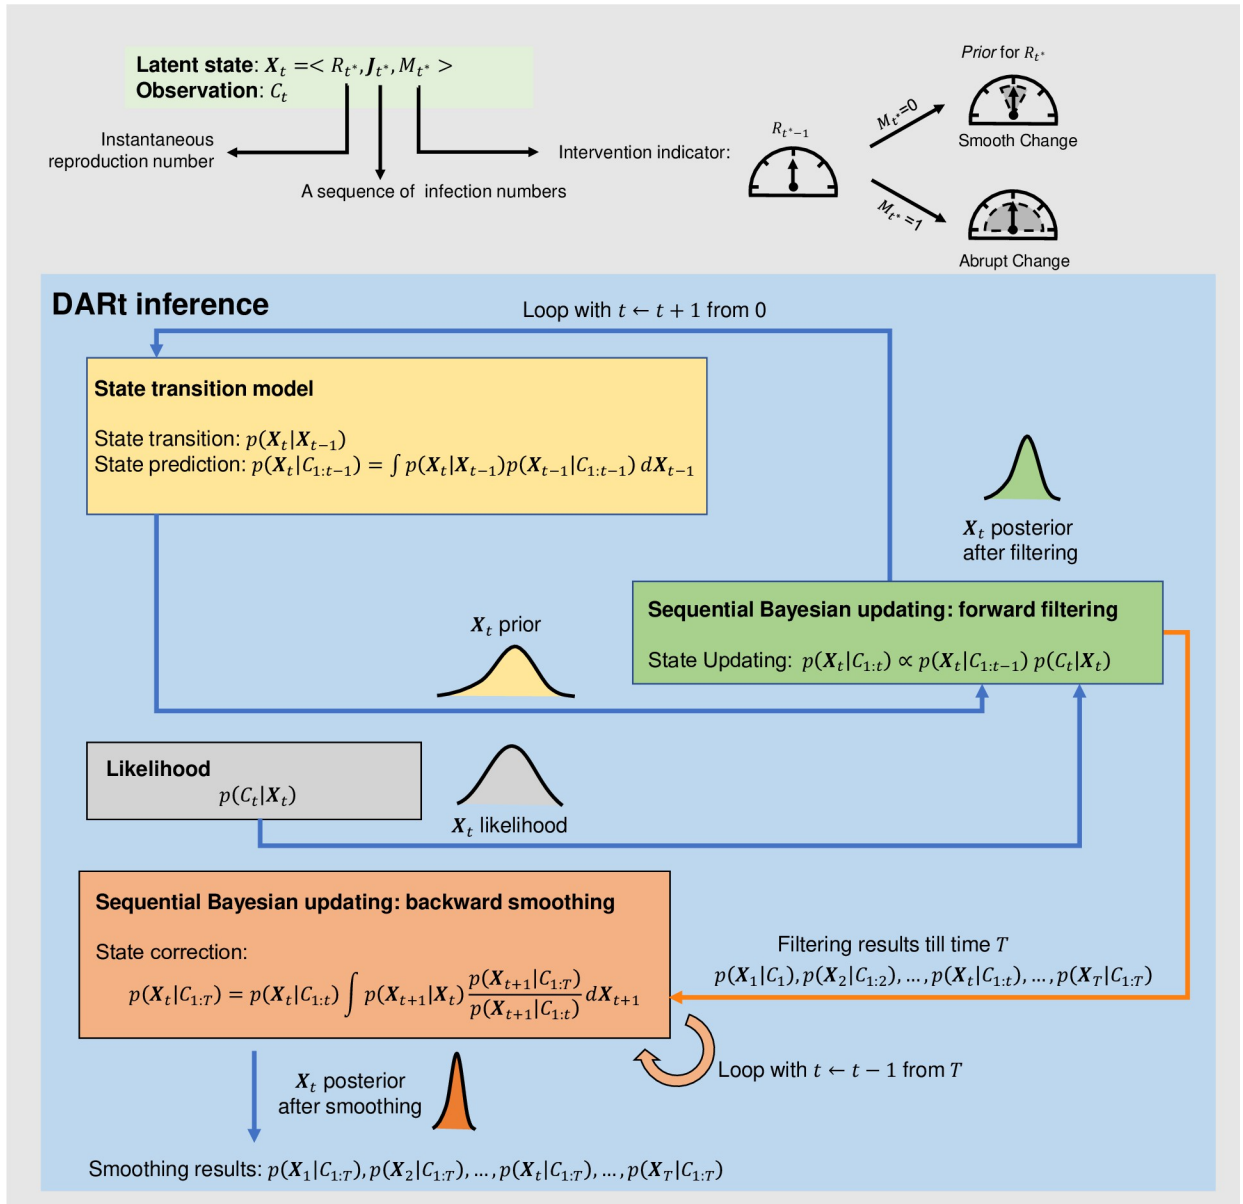 Latent state: X_t =< R_{t*}, J_{t*}, M_{t*} >
Observation: C_t
Instantaneous
reproduction number
A sequence of infection numbers
Intervention indicator:
R_{t*−1}
M_{t*}=0
M_{t*}=1
Prior for R_{t*}
Smooth Change
Abrupt Change
DARt inference
Loop with t ← t + 1 from 0
State transition model
State transition: p(X_t|X_{t−1})
State prediction: p(X_t|C_{1:t−1}) = ∫ p(X_t|X_{t−1})p(X_{t−1}|C_{1:t−1}) dX_{t−1}
X_t posterior
after filtering
Sequential Bayesian updating: forward filtering
State Updating: p(X_t|C_{1:t}) ∝ p(X_t|C_{1:t−1}) p(C_t|X_t)
X_t prior
Likelihood
p(C_t|X_t)
X_t likelihood
Sequential Bayesian updating: backward smoothing
State correction:
p(X_t|C_{1:T}) = p(X_t|C_{1:t}) ∫ p(X_{t+1}|X_t) p(X_{t+1}|C_{1:T}) / p(X_{t+1}|C_{1:t}) dX_{t+1}
Filtering results till time T
p(X_1|C_1), p(X_2|C_{1:2}), … , p(X_t|C_{1:t}), … , p(X_T|C_{1:T})
Loop with t ← t − 1 from T
X_t posterior
after smoothing
Smoothing results: p(X_1|C_{1:T}), p(X_2|C_{1:T}), … , p(X_t|C_{1:T}), … , p(X_T|C_{1:T})